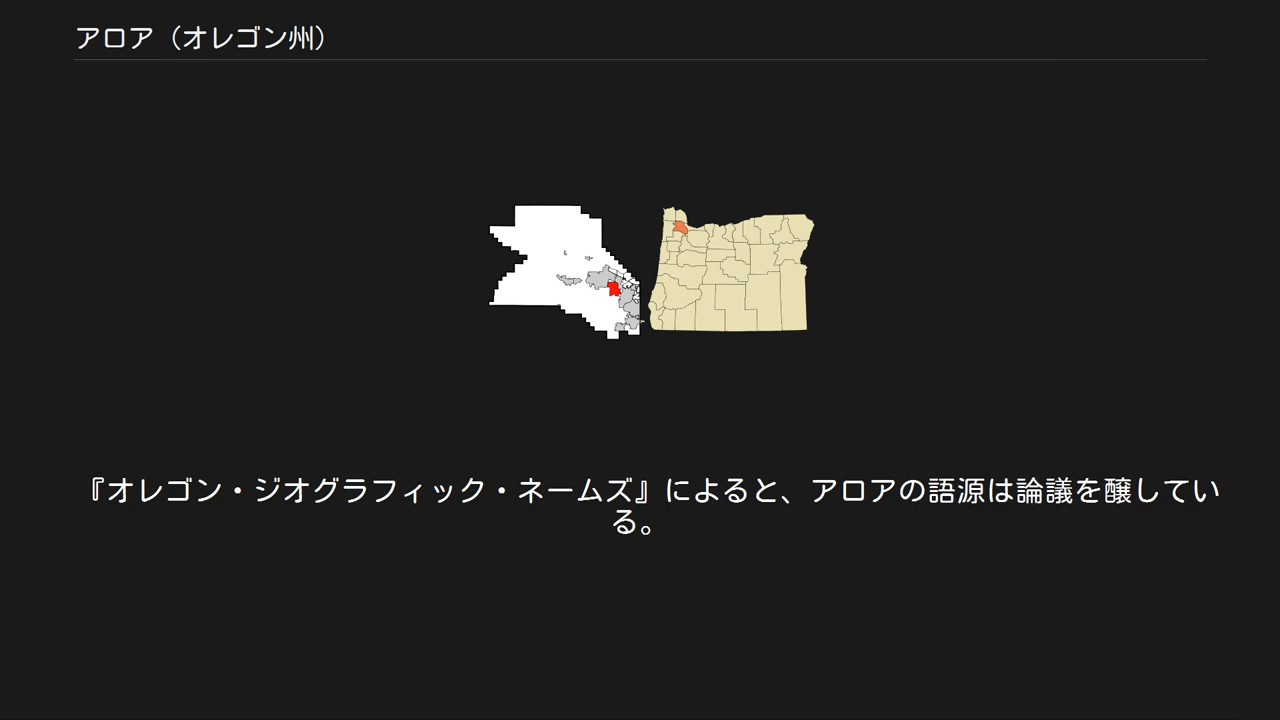 アロア（オレゴン州）
『オレゴン・ジオグラフィック・ネームズ』によると、アロアの語源は論議を醸してい
る。